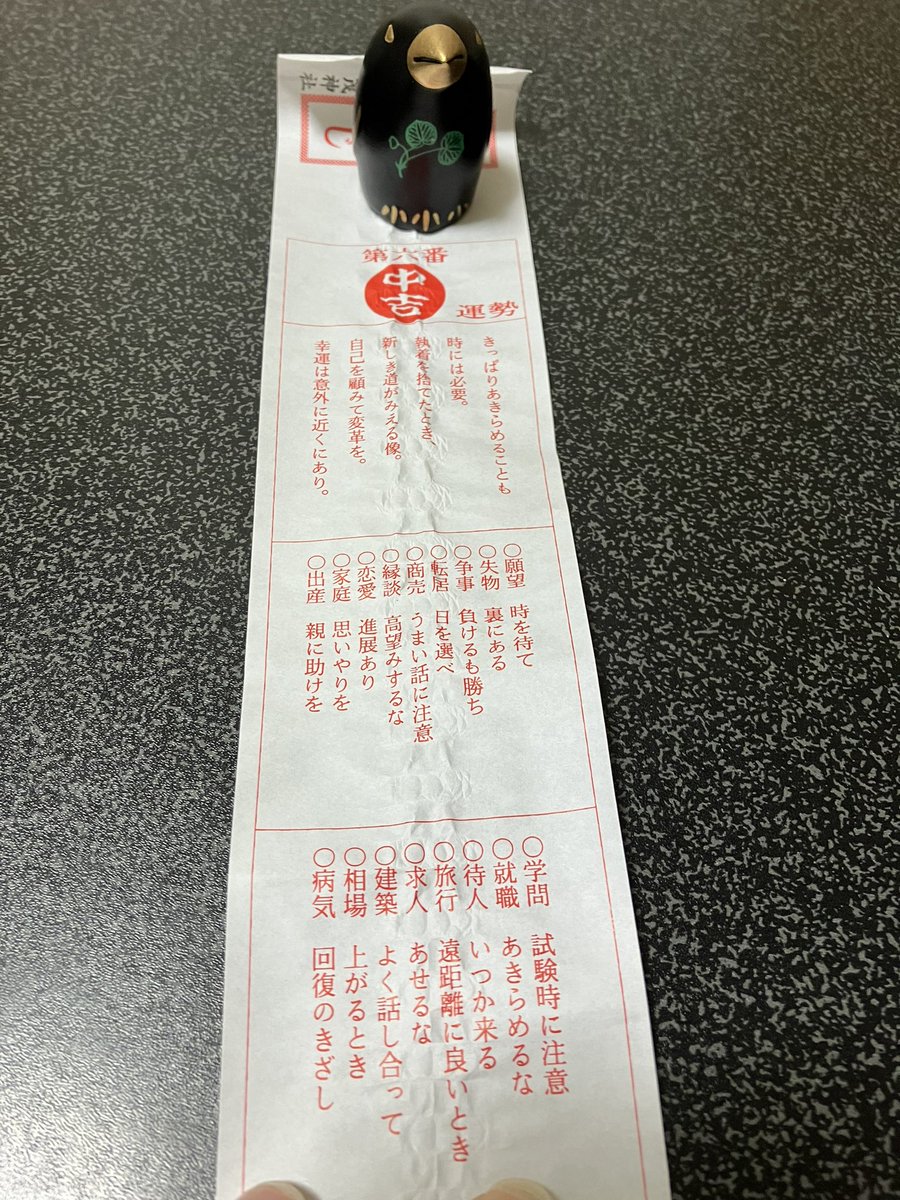 茂神社
じ
第六番
中吉
運勢
きっぱりあきらめることも
時には必要。
執着を捨てたとき、
新しき道がみえる像。
自己を顧みて変革を。
幸運は意外に近くにあり。
○願望 時を待て
○失物 裏にある
○争事 負けるも勝ち
○転居 日を選べ
○商売 うまい話に注意
○縁談 高望みするな
○恋愛 進展あり
○家庭 思いやりを
○出産 親に助けを
○学問 試験時に注意
○就職 あきらめるな
○待人 いつか来る
○旅行 遠距離に良いとき
○求人 あせるな
○建築 よく話し合って
○相場 上がるとき
○病気 回復のきざし